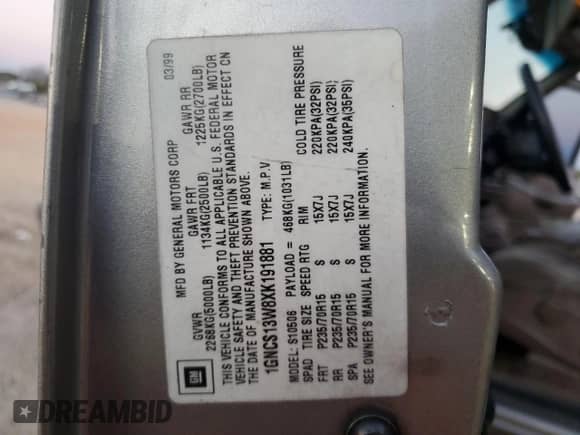 MFD BY GENERAL MOTORS CORP 03/99
GVWR GAWR FRT GAWR RR
2268KG(5000LB) 1134KG(2500LB) 1225KG(2700LB)
THIS VEHICLE CONFORMS TO ALL APPLICABLE U.S. FEDERAL MOTOR
VEHICLE SAFETY AND THEFT PREVENTION STANDARDS IN EFFECT ON
THE DATE OF MANUFACTURE SHOWN ABOVE.
1GNCS13W8XK191881 TYPE: M.P.V.
MODEL: S10506 PAYLOAD = 468KG(1031LB)
SPAD TIRE SIZE SPEED RTG RIM COLD TIRE PRESSURE
FRT P235/70R15 S 15X7J 220KPA(32PSI)
RR P235/70R15 S 15X7J 220KPA(32PSI)
SPA P235/70R15 S 15X7J 240KPA(35PSI)
SEE OWNER'S MANUAL FOR MORE INFORMATION.
GM
DREAMBID